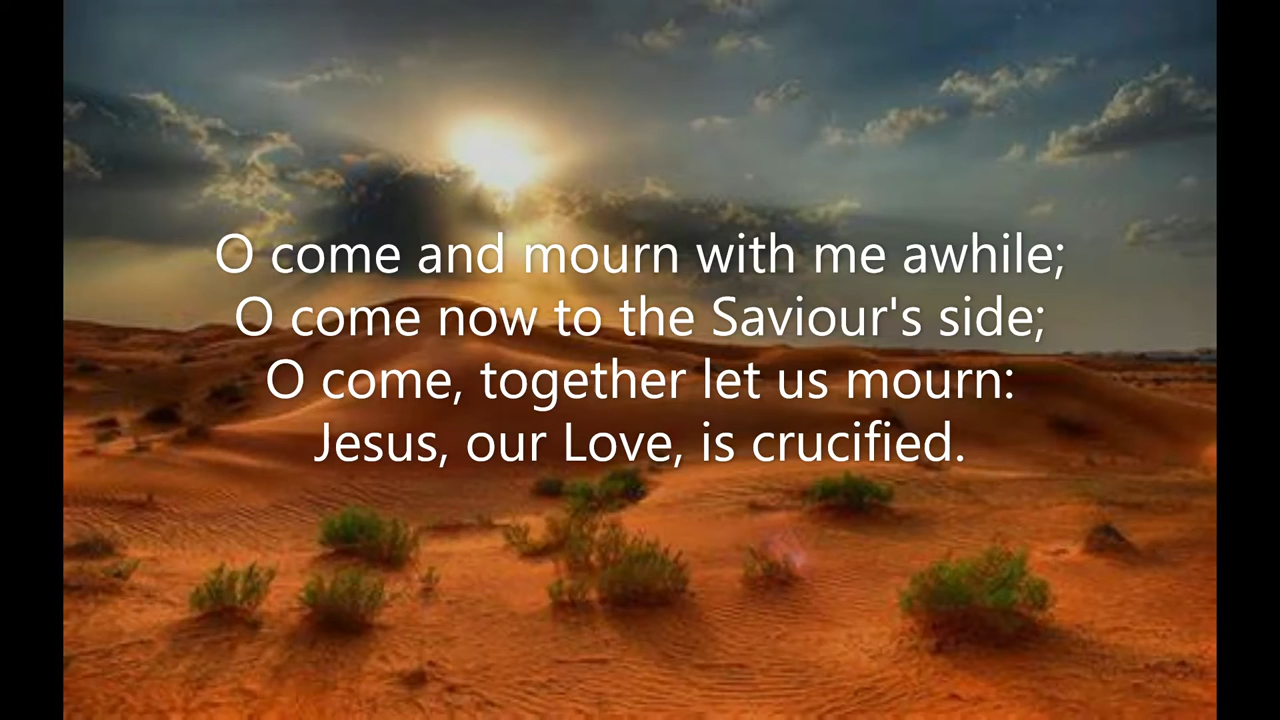 O come and mourn with me awhile;
O come now to the Saviour's side;
O come, together let us mourn:
Jesus, our Love, is crucified.